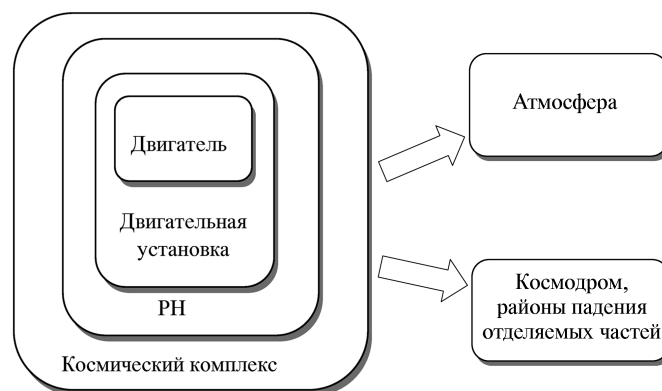 Двигатель
Двигательная
установка
РН
Космический комплекс
Атмосфера
Космодром,
районы падения
отделяемых частей